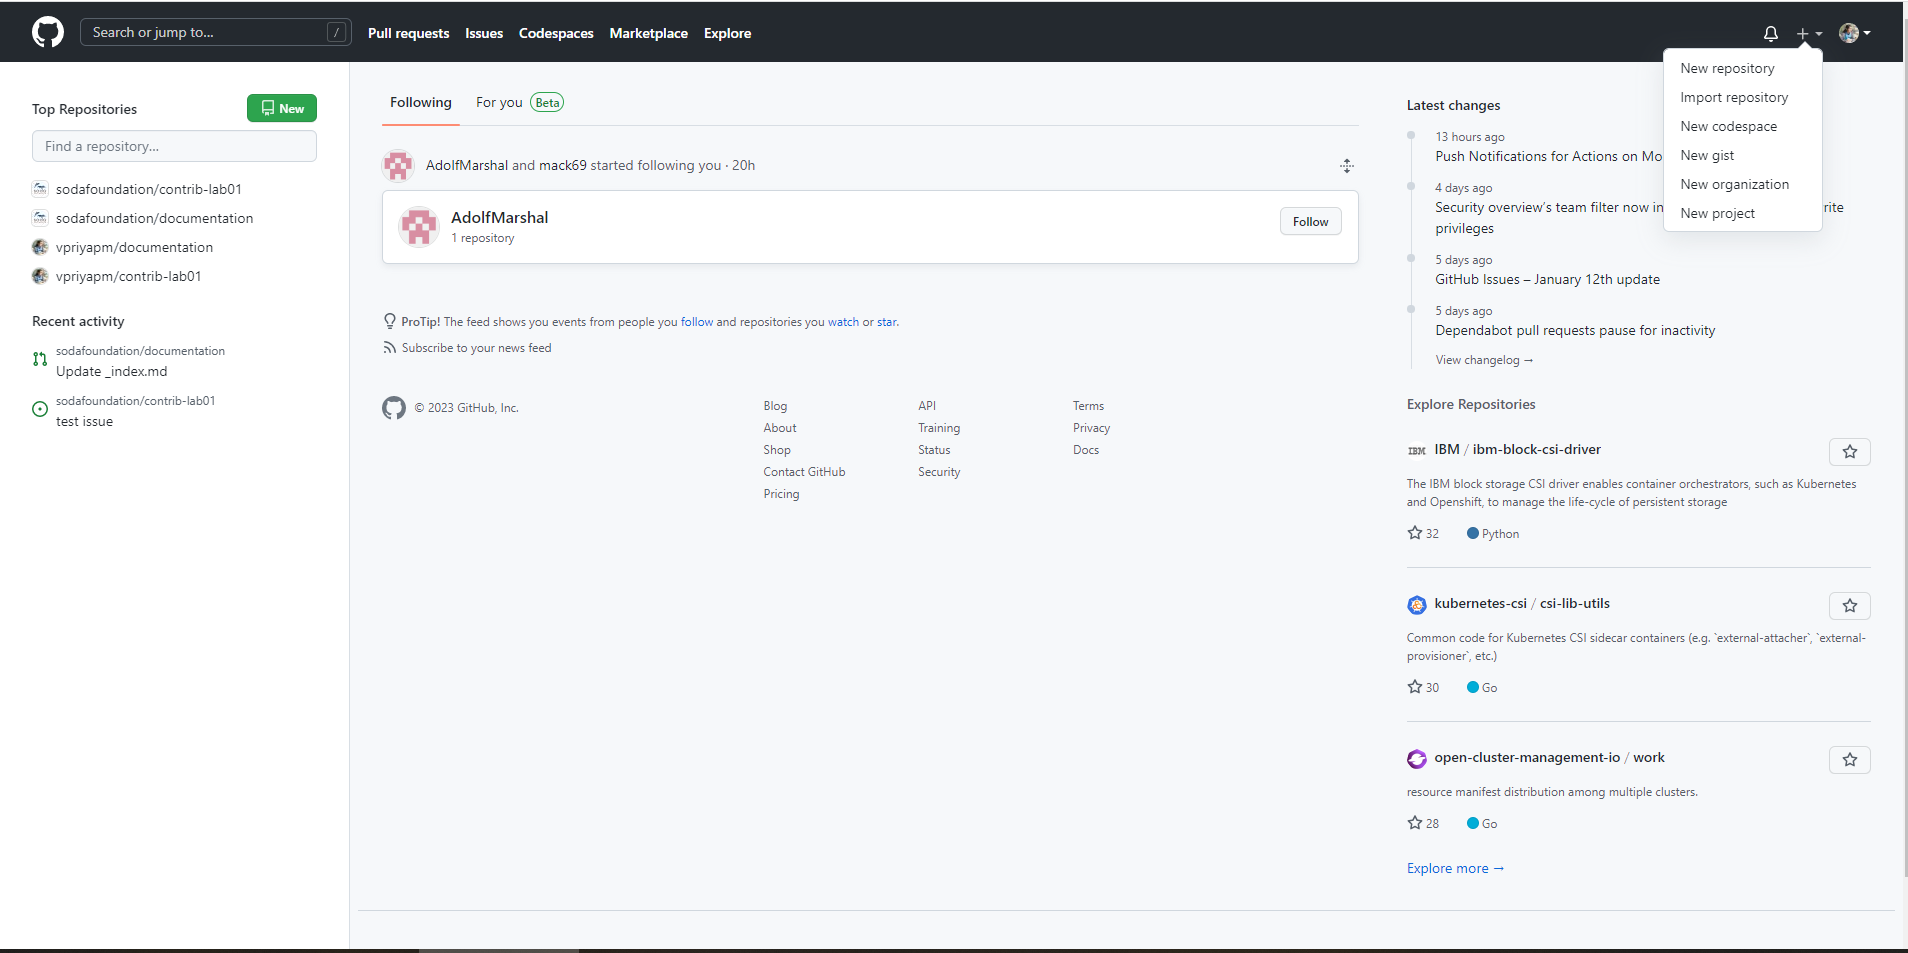 Search or jump to...
/
Pull requests
Issues
Codespaces
Marketplace
Explore
New repository
Import repository
New codespace
New gist
New organization
New project
Top Repositories
New
Find a repository...
sodafoundation/contrib-lab01
sodafoundation/documentation
vpriyapm/documentation
vpriyapm/contrib-lab01
Recent activity
sodafoundation/documentation
Update _index.md
sodafoundation/contrib-lab01
test issue
Following
For you
Beta
AdolfMarshal and mack69 started following you · 20h
AdolfMarshal
1 repository
Follow
ProTip! The feed shows you events from people you follow and repositories you watch or star.
Subscribe to your news feed
© 2023 GitHub, Inc.
Blog
About
Shop
Contact GitHub
Pricing
API
Training
Status
Security
Terms
Privacy
Docs
Latest changes
13 hours ago
Push Notifications for Actions on Mo
4 days ago
Security overview’s team filter now in rite
privileges
5 days ago
GitHub Issues – January 12th update
5 days ago
Dependabot pull requests pause for inactivity
View changelog →
Explore Repositories
IBM
IBM / ibm-block-csi-driver
The IBM block storage CSI driver enables container orchestrators, such as Kubernetes
and Openshift, to manage the life-cycle of persistent storage
32
Python
kubernetes-csi / csi-lib-utils
Common code for Kubernetes CSI sidecar containers (e.g. `external-attacher`, `external-
provisioner`, etc.)
30
Go
open-cluster-management-io / work
resource manifest distribution among multiple clusters.
28
Go
Explore more →